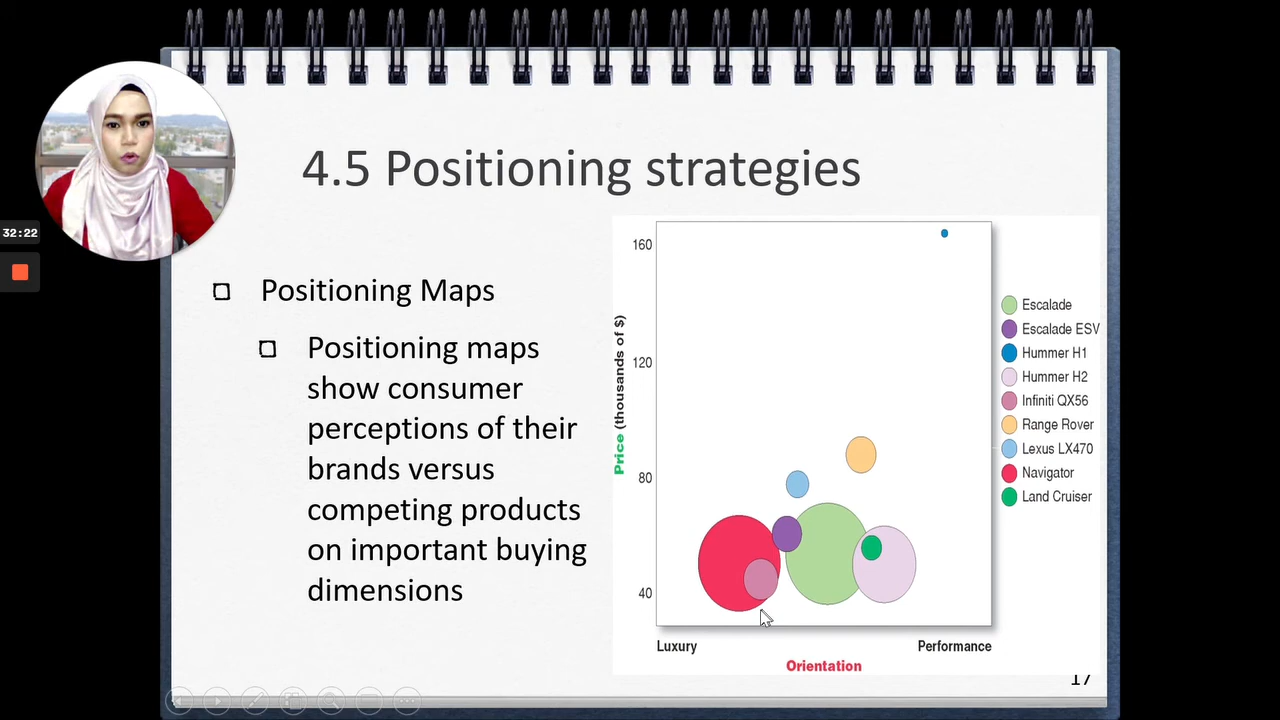 4.5 Positioning strategies
32:22
Positioning Maps
Positioning maps
show consumer
perceptions of their
brands versus
competing products
on important buying
dimensions
Price (thousands of $)
160
120
80
40
Luxury
Performance
Orientation
Escalade
Escalade ESV
Hummer H1
Hummer H2
Infiniti QX56
Range Rover
Lexus LX470
Navigator
Land Cruiser
17